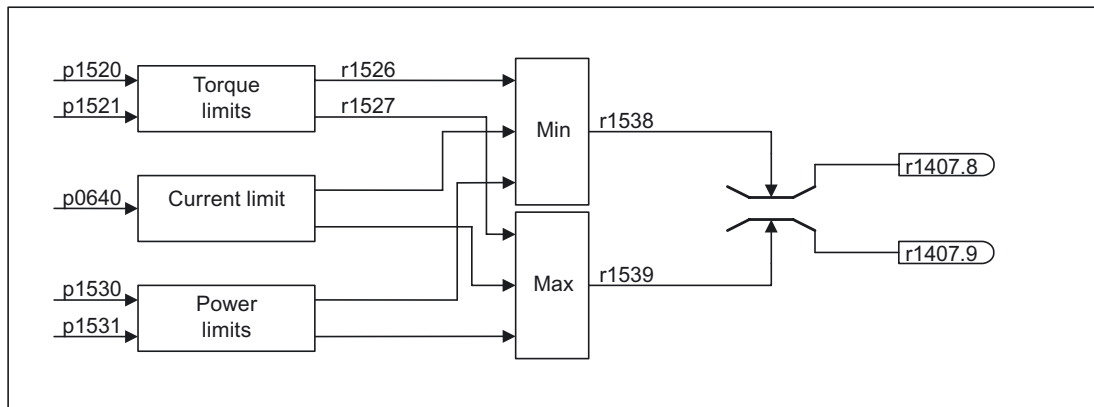 p1520
p1521
Torque
limits
r1526
r1527
Min
r1538
r1407.8
p0640
Current limit
r1407.9
p1530
p1531
Power
limits
Max
r1539